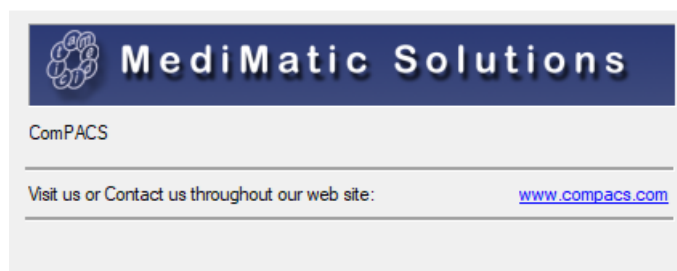 MediMatic Solutions
ComPACS
Visit us or Contact us throughout our web site: www.compacs.com